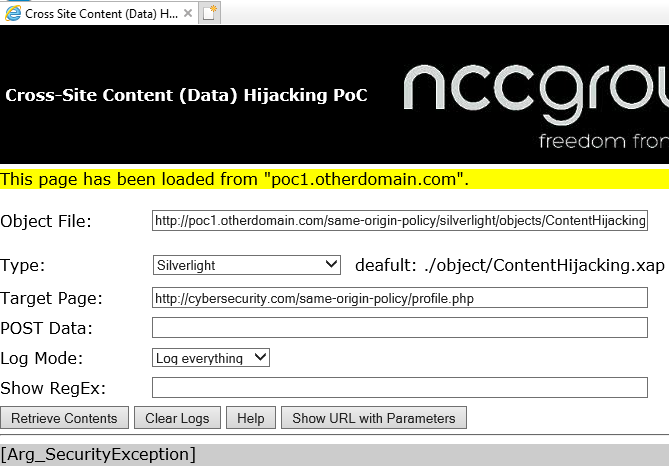 Cross Site Content (Data) H...
Cross-Site Content (Data) Hijacking PoC
nccgrou
freedom from
This page has been loaded from "poc1.otherdomain.com".
Object File: http://poc1.otherdomain.com/same-origin-policy/silverlight/objects/ContentHijacking
Type: Silverlight deafult: ./object/ContentHijacking.xap
Target Page: http://cybersecurity.com/same-origin-policy/profile.php
POST Data:
Log Mode: Log everything
Show RegEx:
Retrieve Contents Clear Logs Help Show URL with Parameters
[Arg_SecurityException]